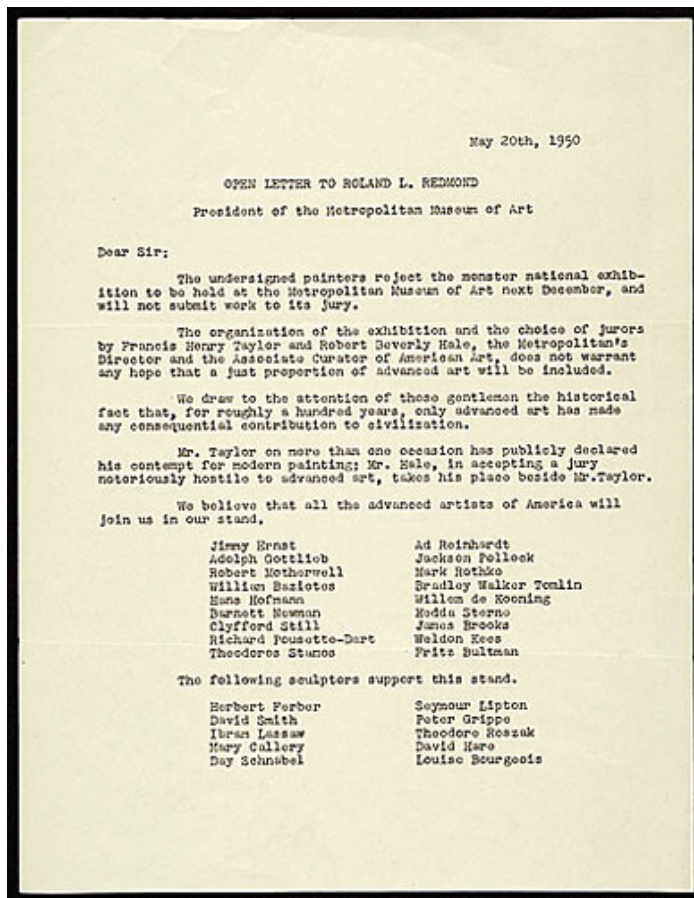 May 20th, 1950
OPEN LETTER TO ROLAND L. REDMOND
President of the Metropolitan Museum of Art
Dear Sir:
The undersigned painters reject the monster national exhib-
ition to be held at the Metropolitan Museum of Art next December, and
will not submit work to its jury.
The organization of the exhibition and the choice of jurors
by Francis Henry Taylor and Robert Beverly Hale, the Metropolitan's
Director and the Associate Curator of American Art, does not warrant
any hope that a just proportion of advanced art will be included.
We draw to the attention of those gentlemen the historical
fact that, for roughly a hundred years, only advanced art has made
any consequential contribution to civilization.
Mr. Taylor on more than one occasion has publicly declared
his contempt for modern painting; Mr. Hale, in accepting a jury
notoriously hostile to advanced art, takes his place beside Mr.Taylor.
We believe that all the advanced artists of America will
join us in our stand.
Jimmy Ernst Ad Reinhardt
Adolph Gottlieb Jackson Pollock
Robert Motherwell Mark Rothko
William Baziotes Bradley Walker Tomlin
Hans Hofmann Willem de Kooning
Barnett Newman Hedda Sterne
Clyfford Still James Brooks
Richard Pousette-Dart Weldon Kees
Theodoros Stamos Fritz Bultman
The following sculptors support this stand.
Herbert Ferber Seymour Lipton
David Smith Peter Grippe
Ibram Lassaw Theodore Roszak
Mary Callery David Hare
Day Schnabel Louise Bourgeois